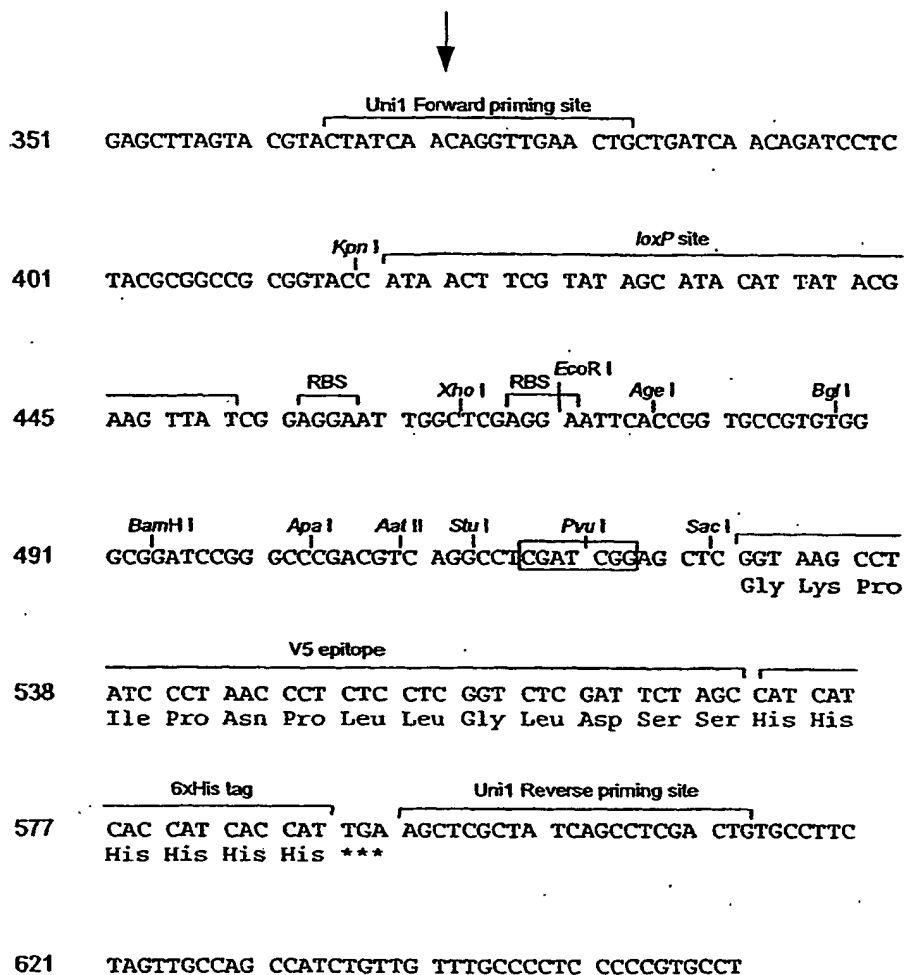 Uni1 Forward priming site
351 GAGCTTAGTA CGTACTATCA ACAGGTTGAA CTGCTGATCA ACAGATCCTC
Kpn I loxP site
401 TACGCGGCCG CGGTACC ATA ACT TCG TAT AGC ATA CAT TAT ACG
RBS Xho I RBS EcoR I Age I Bgl I
445 AAG TTA TCGG GAGGAAT TGGCTCGAGG AATTCACCGG TGCCGTGTGG
BamH I Apa I Aat II Stu I Pvu I Sac I
491 GCGGATCCGG GCCCGACGTC AGGCCTCGAT CGGAG CTC GGT AAG CCT
Gly Lys Pro
V5 epitope
538 ATC CCT AAC CCT CTC CTC GGT CTC GAT TCT AGC CAT CAT
Ile Pro Asn Pro Leu Leu Gly Leu Asp Ser Ser His His
6xHis tag Uni1 Reverse priming site
577 CAC CAT CAC CAT TGA AGCTCGCTA TCAGCCTCGA CTGTGCCTTC
His His His His ***
621 TAGTTGCCAG CCATCTGTTG TTTGCCCCTC CCCCGTGCCT